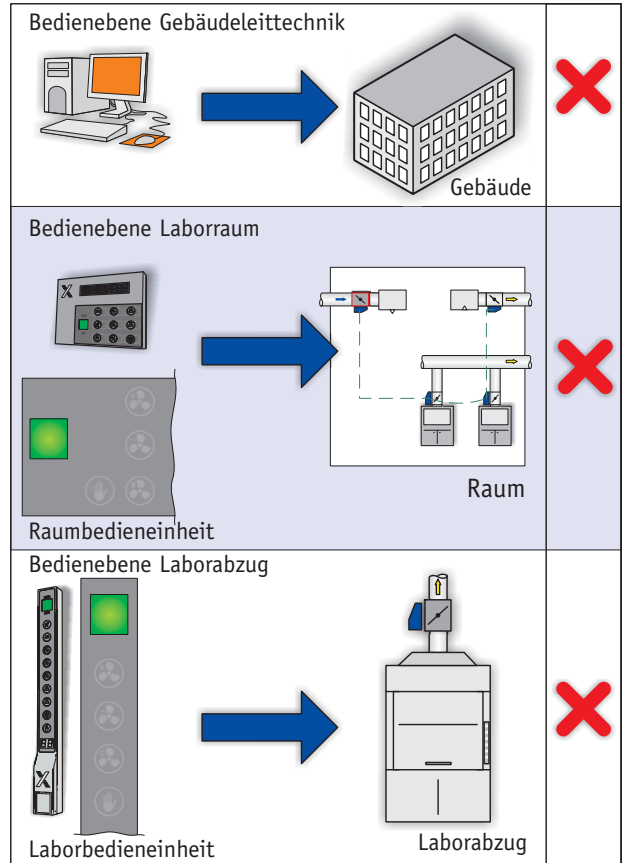 Bedienebene Gebäudeleittechnik
Gebäude
Bedienebene Laborraum
Raum
Raumbedieneinheit
Bedienebene Laborabzug
Laborbedieneinheit
Laborabzug